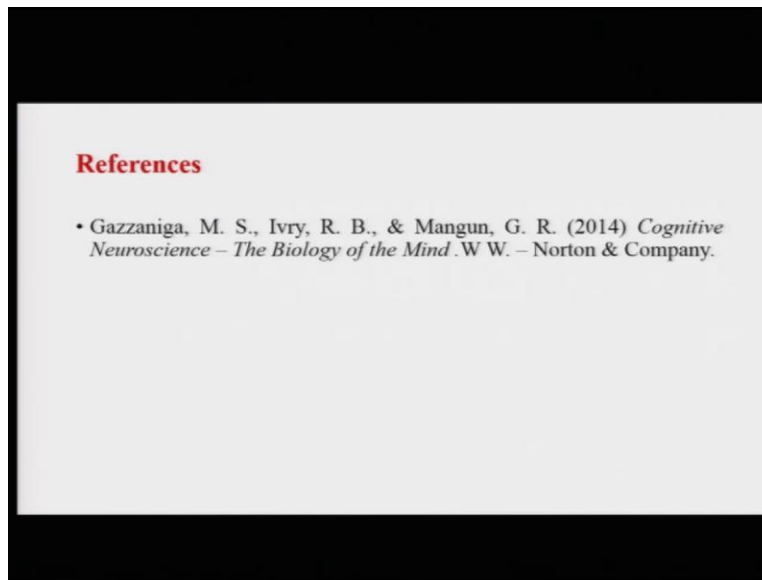 References
• Gazzaniga, M. S., Ivry, R. B., & Mangun, G. R. (2014) Cognitive
Neuroscience – The Biology of the Mind .W W. – Norton & Company.